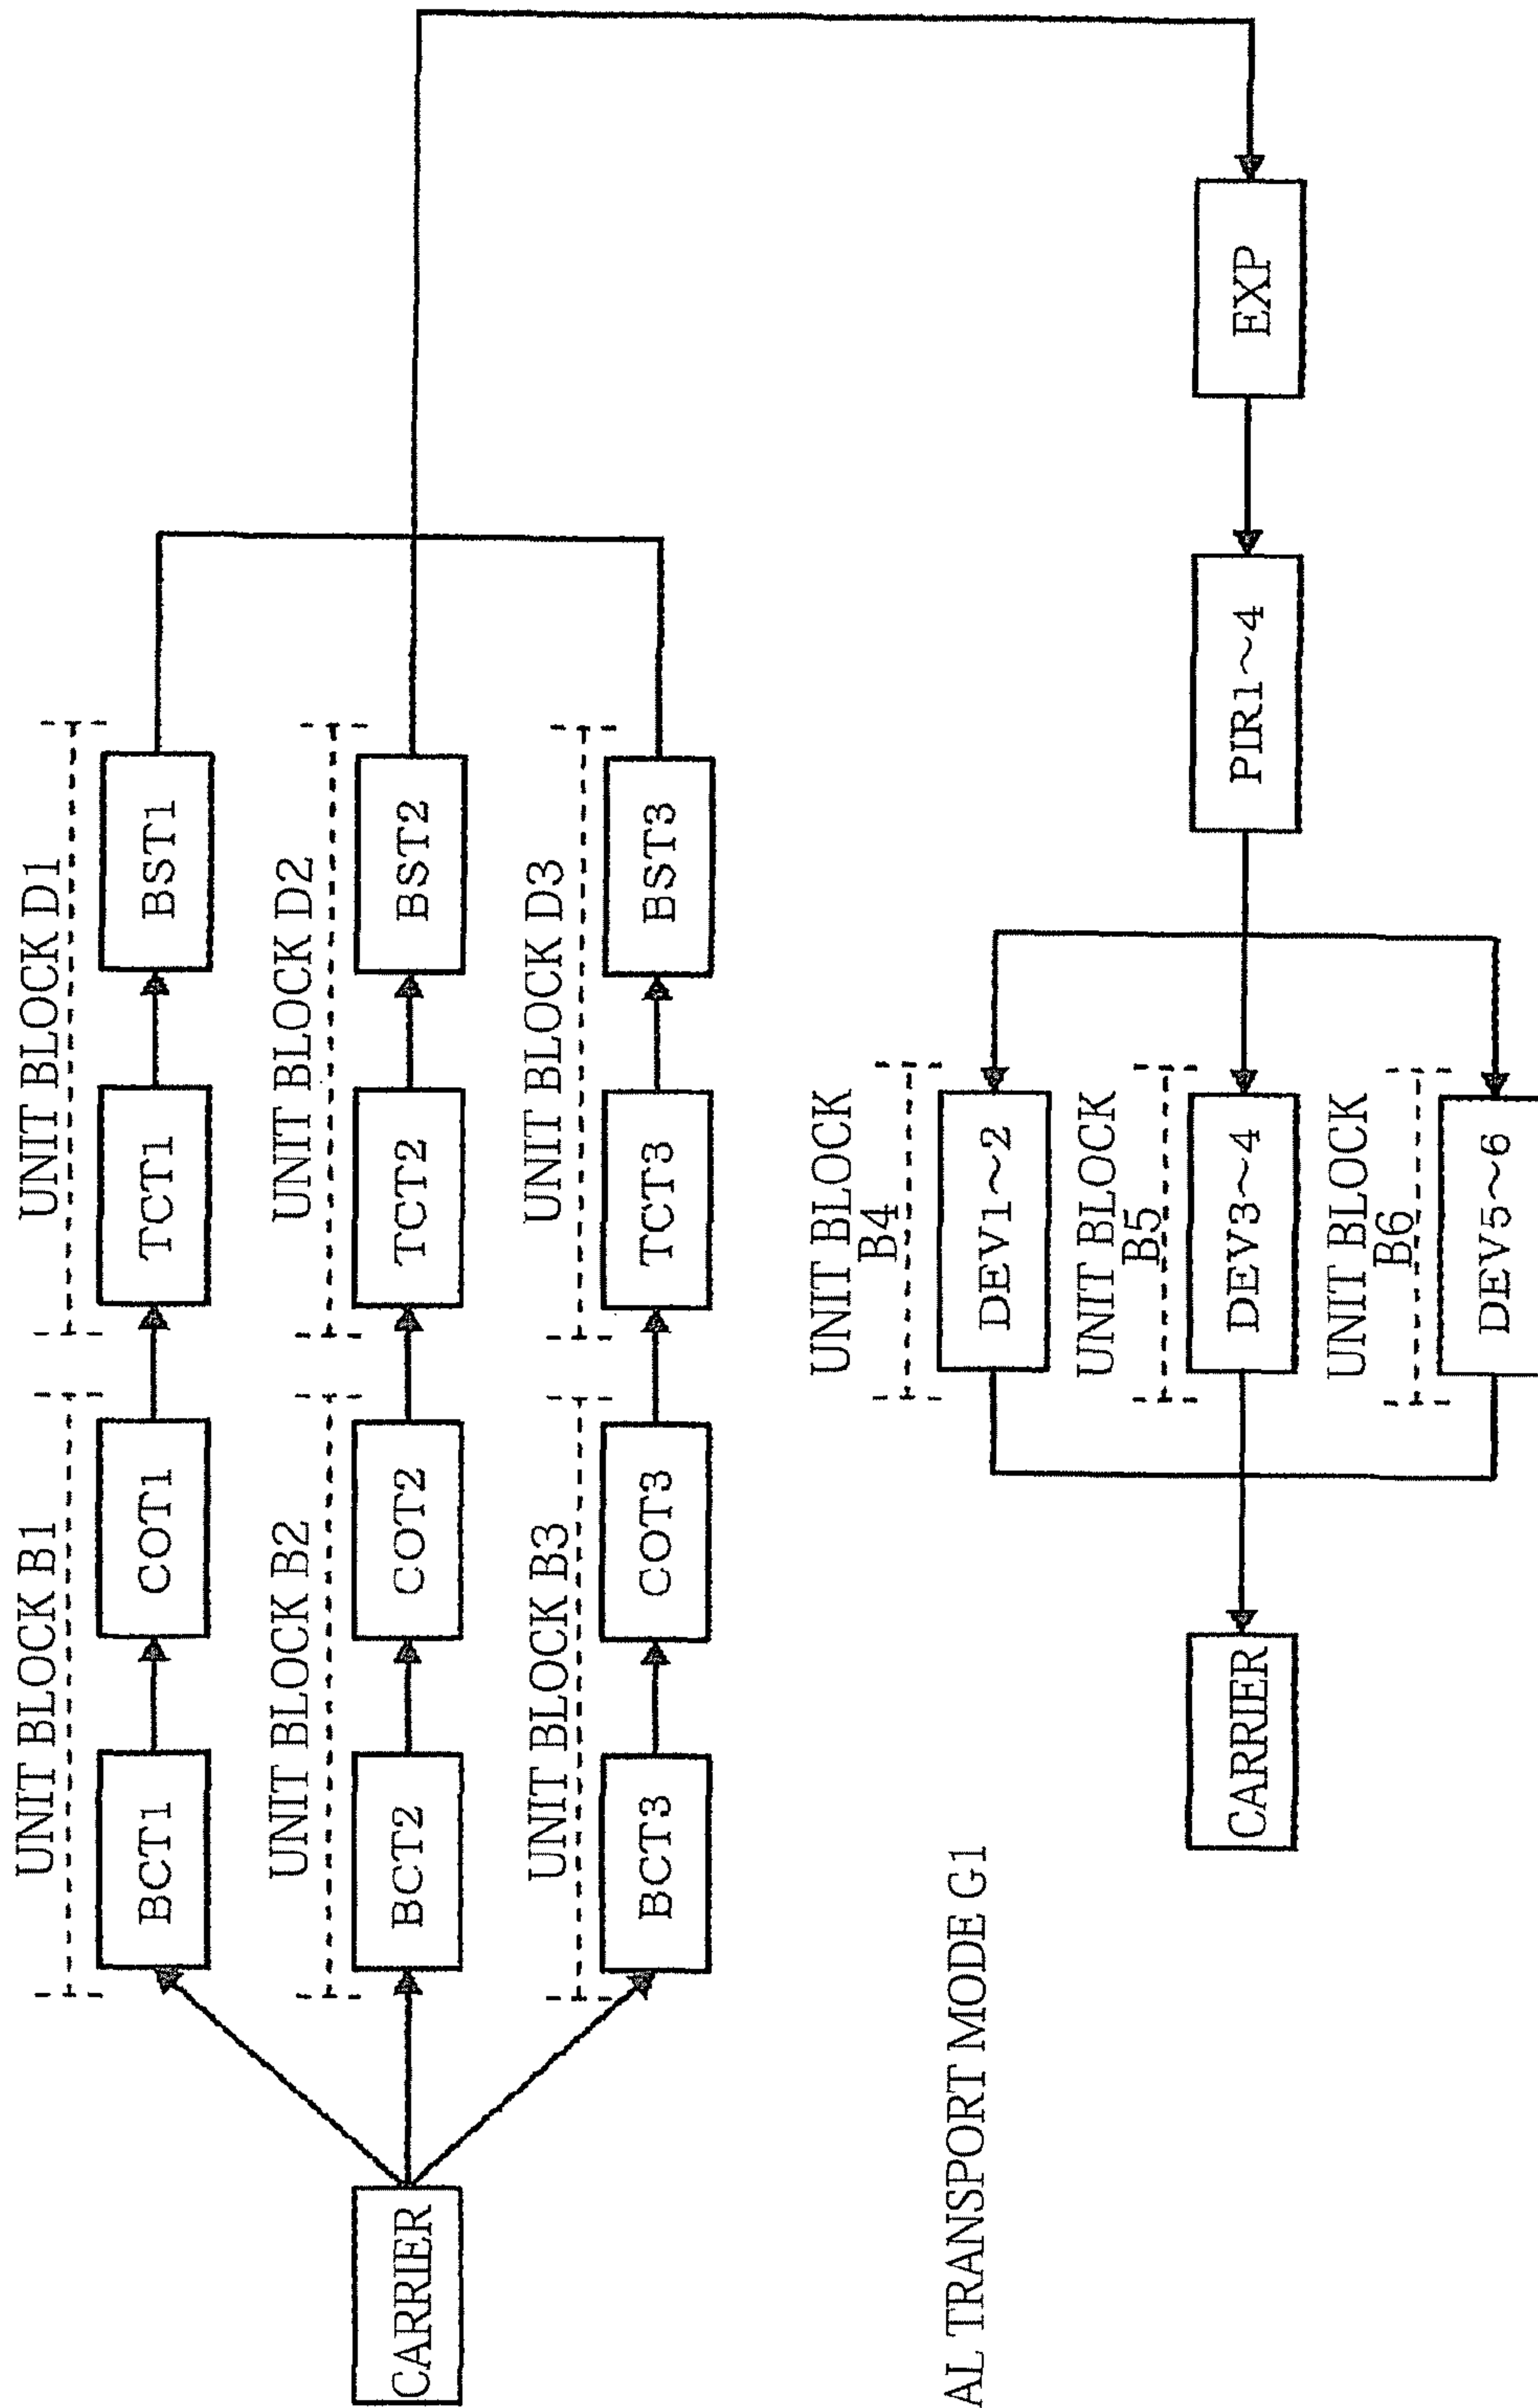 UNIT BLOCK B1
UNIT BLOCK D1
BCT1
COT1
TCT1
BST1
UNIT BLOCK B2
UNIT BLOCK D2
CARRIER
BCT2
COT2
TCT2
BST2
UNIT BLOCK B3
UNIT BLOCK D3
BCT3
COT3
TCT3
BST3
UNIT BLOCK
B4
DEV1~2
UNIT BLOCK
B5
CARRIER
DEV3~4
PIR1~4
EXP
UNIT BLOCK
B6
DEV5~6
AL TRANSPORT MODE G1